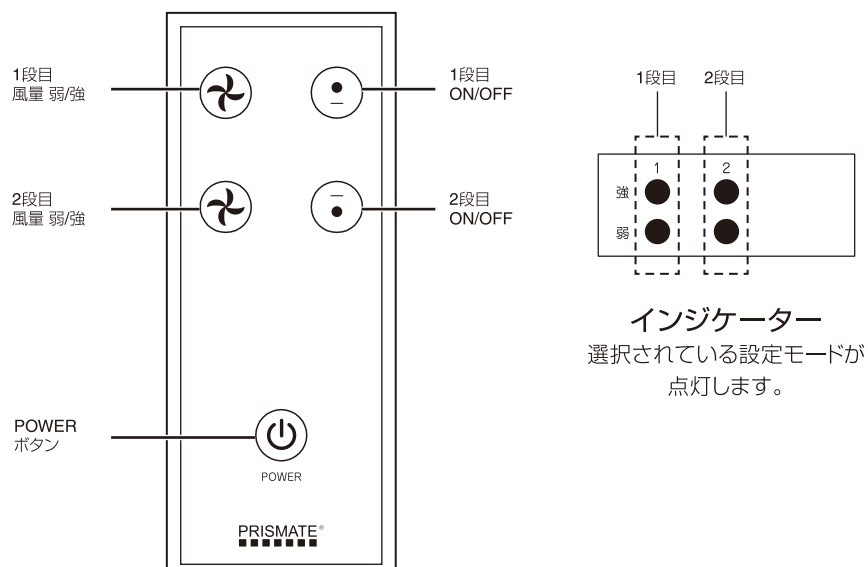 1段目
風量 弱/強
1段目
ON/OFF
2段目
風量 弱/強
2段目
ON/OFF
POWER
ボタン
POWER
PRISMATE®
1段目 2段目
1 2
強
弱
インジケーター
選択されている設定モードが
点灯します。